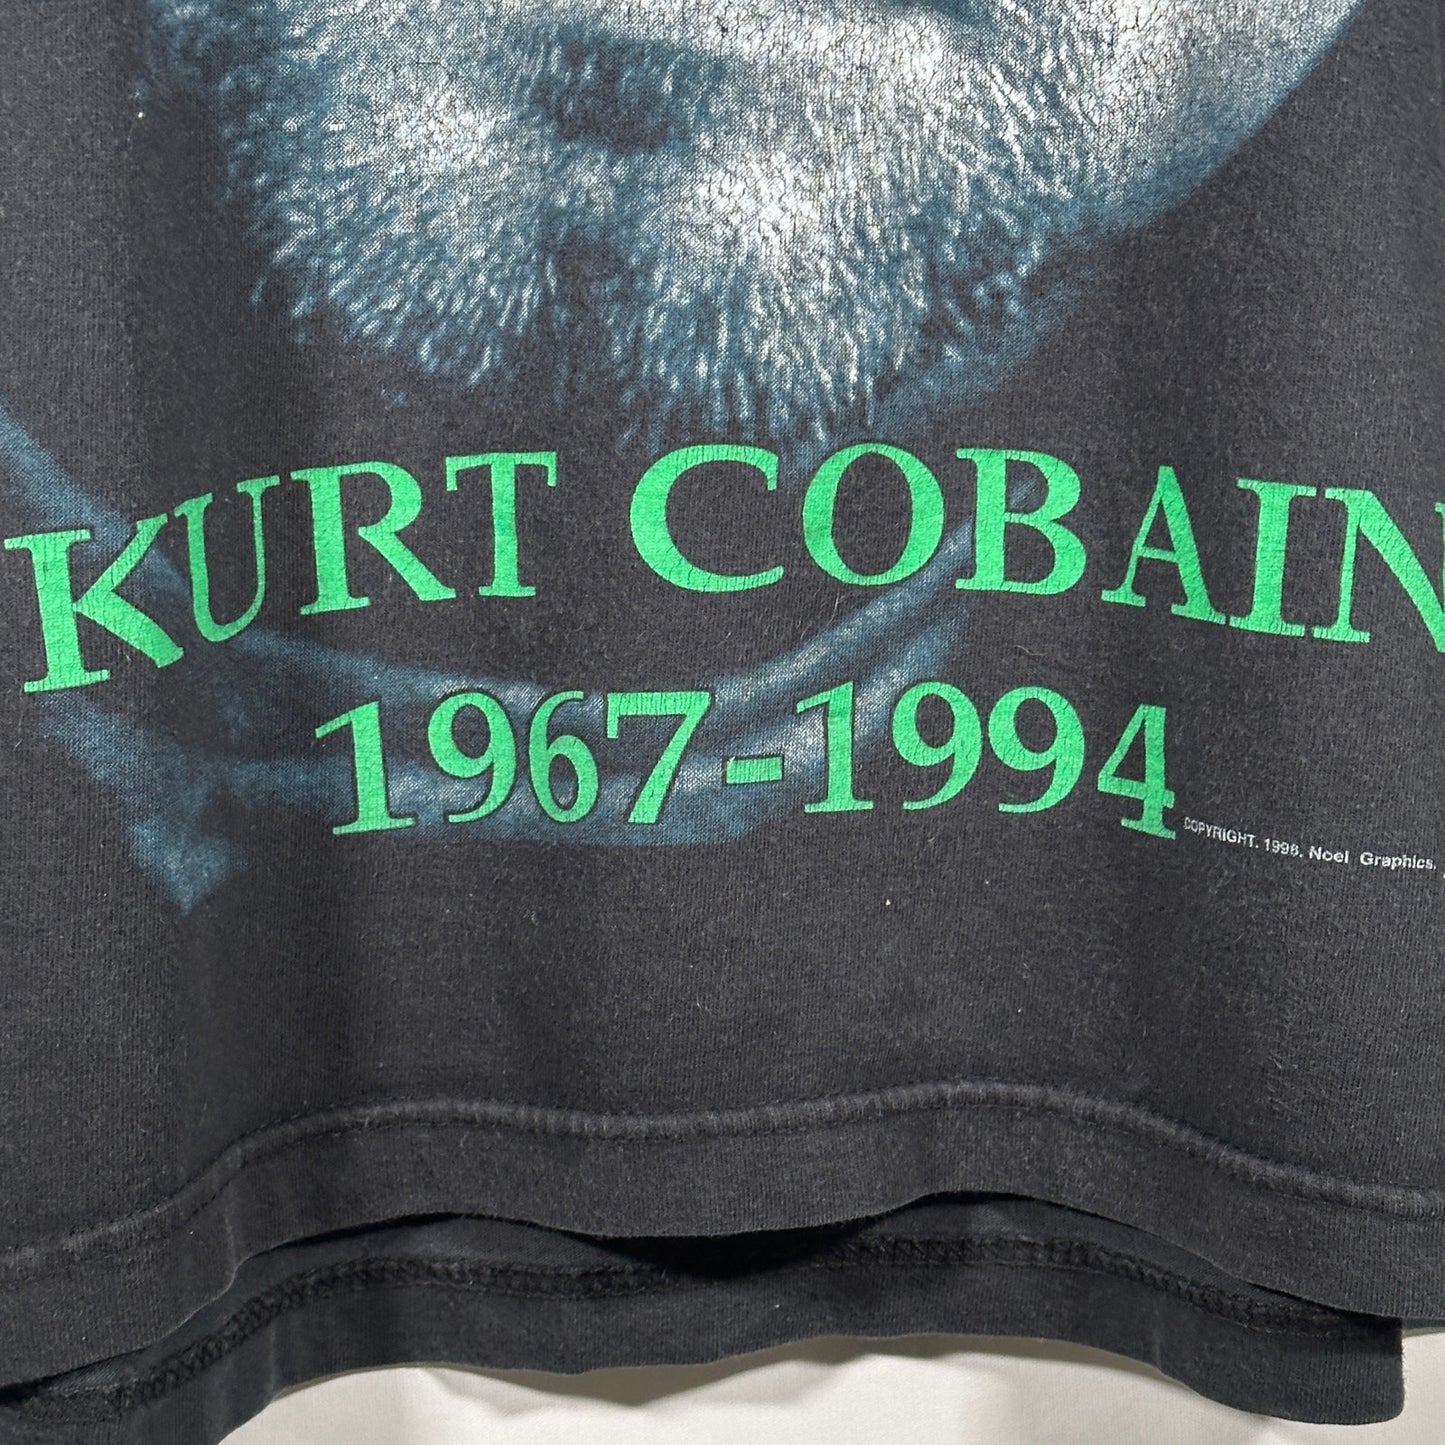 KURT COBAIN
1967-1994
COPYRIGHT. 1998. Noel Graphics.